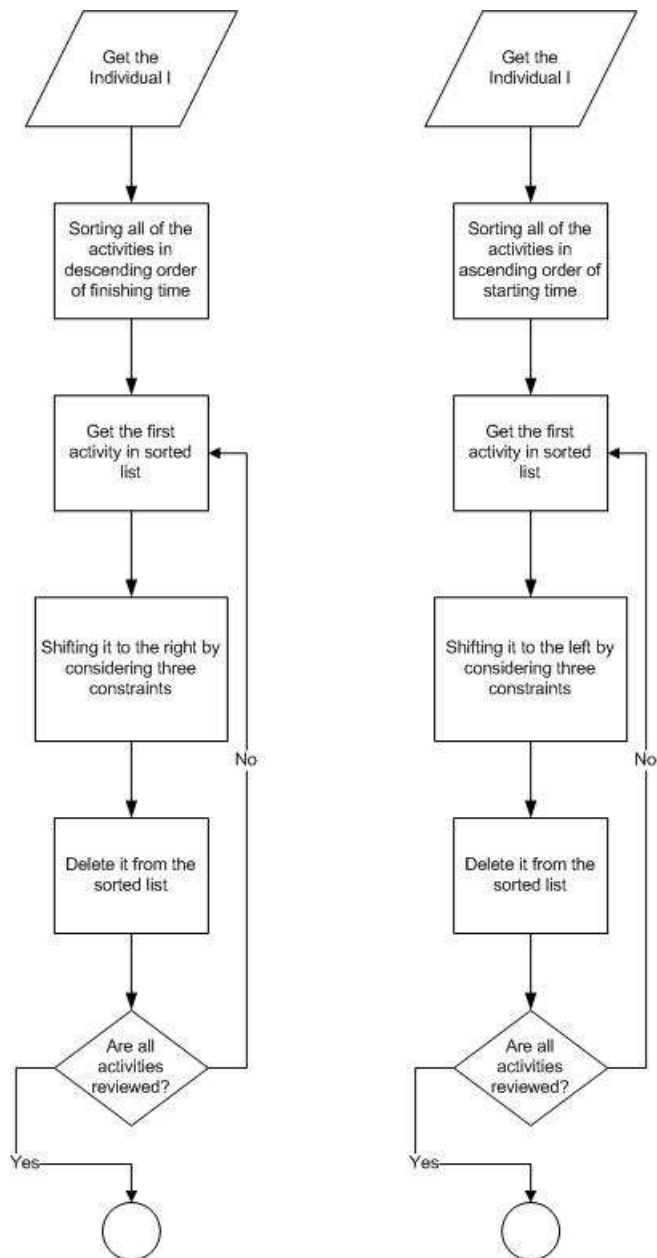 Get the
Individual I
Sorting all of the
activities in
descending order
of finishing time
Get the first
activity in sorted
list
Shifting it to the right by
considering three
constraints
No
Delete it from the
sorted list
Are all
activities
reviewed?
Yes
Get the
Individual I
Sorting all of the
activities in
ascending order of
starting time
Get the first
activity in sorted
list
Shifting it to the left by
considering three
constraints
No
Delete it from the
sorted list
Are all
activities
reviewed?
Yes